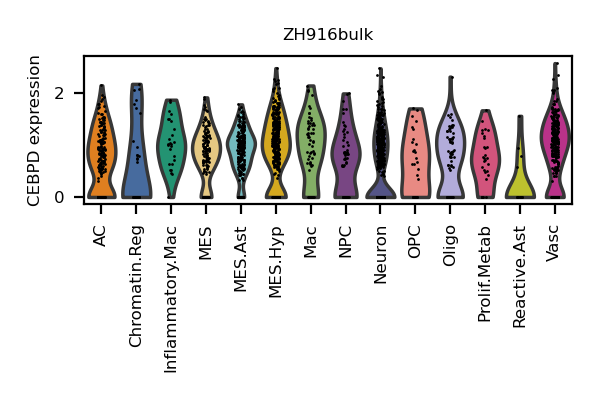 ZH916bulk
CEBPD expression
2
0
AC
Chromatin.Reg
Inflammatory.Mac
MES
MES.Ast
MES.Hyp
Mac
NPC
Neuron
OPC
Oligo
Prolif.Metab
Reactive.Ast
Vasc